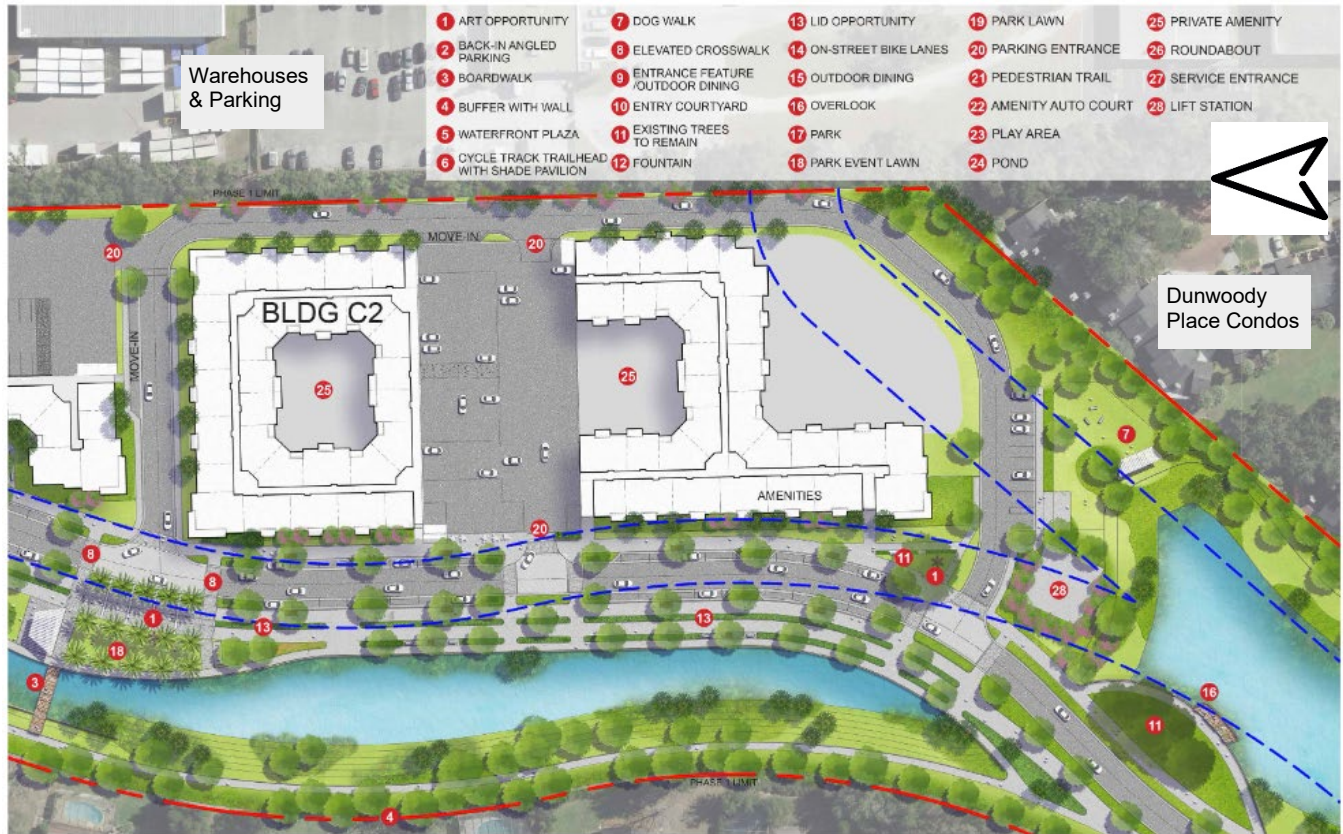 1 ART OPPORTUNITY
2 BACK-IN ANGLED
PARKING
3 BOARDWALK
4 BUFFER WITH WALL
5 WATERFRONT PLAZA
6 CYCLE TRACK TRAILHEAD
WITH SHADE PAVILION
7 DOG WALK
8 ELEVATED CROSSWALK
9 ENTRANCE FEATURE
/OUTDOOR DINING
10 ENTRY COURTYARD
11 EXISTING TREES
TO REMAIN
12 FOUNTAIN
13 LID OPPORTUNITY
14 ON-STREET BIKE LANES
15 OUTDOOR DINING
16 OVERLOOK
17 PARK
18 PARK EVENT LAWN
19 PARK LAWN
20 PARKING ENTRANCE
21 PEDESTRIAN TRAIL
22 AMENITY AUTO COURT
23 PLAY AREA
24 POND
25 PRIVATE AMENITY
26 ROUNDABOUT
27 SERVICE ENTRANCE
28 LIFT STATION
Warehouses
& Parking
Dunwoody
Place Condos
PHASE 1 LIMIT
MOVE-IN
20
20
BLDG C2
MOVE-IN
25
25
7
AMENITIES
20
8
8
11
1
28
1
13
13
18
3
16
11
PHASE 1 LIMIT
4